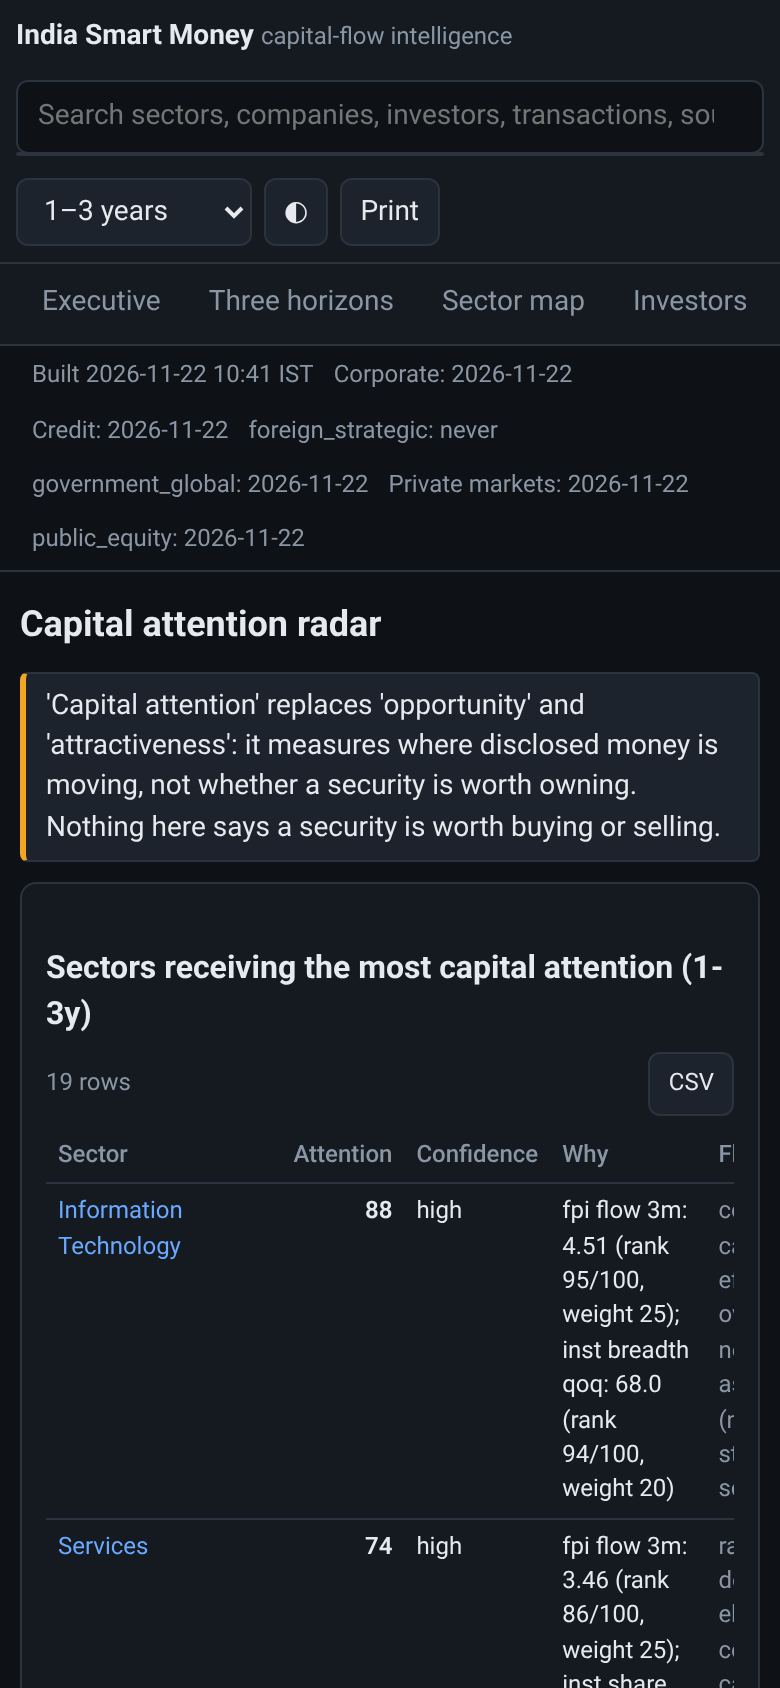 India Smart Money capital-flow intelligence
Search sectors, companies, investors, transactions,
1–3 years
◐
Print
Executive Three horizons Sector map Investors
Built 2026-11-22 10:41 IST Corporate: 2026-11-22
Credit: 2026-11-22 foreign_strategic: never
government_global: 2026-11-22 Private markets: 2026-11-22
public_equity: 2026-11-22
Capital attention radar
'Capital attention' replaces 'opportunity' and
'attractiveness': it measures where disclosed money is
moving, not whether a security is worth owning.
Nothing here says a security is worth buying or selling.
Sectors receiving the most capital attention (1-
3y)
19 rows
CSV
Sector Attention Confidence Why
Information 88 high fpi flow 3m:
Technology 4.51 (rank
95/100,
weight 25);
inst breadth
qoq: 68.0
(rank
94/100,
weight 20)
Services 74 high fpi flow 3m:
3.46 (rank
86/100,
weight 25);
inst share